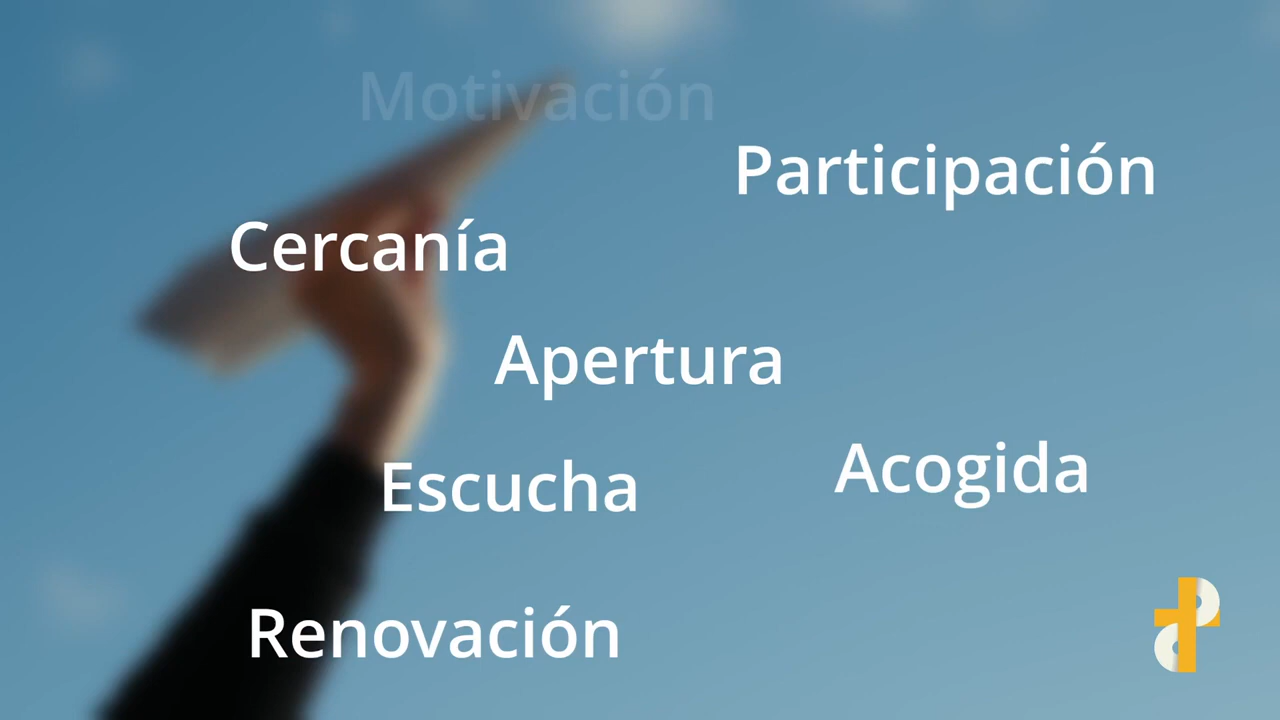 Motivación
Participación
Cercanía
Apertura
Acogida
Escucha
Renovación